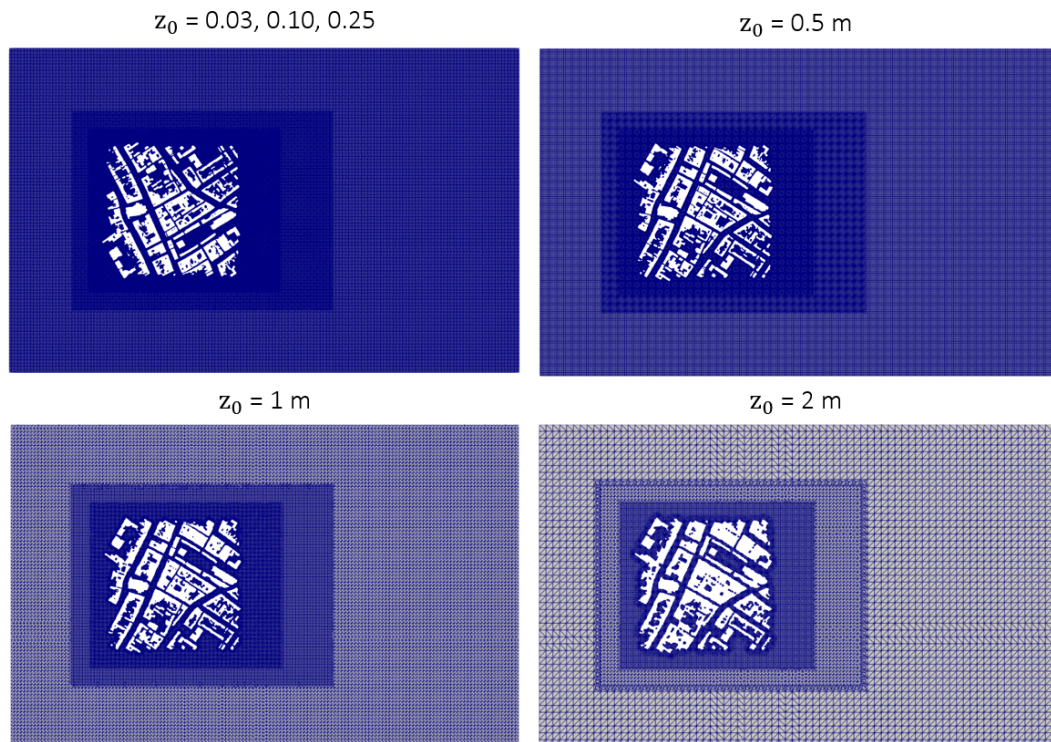 z₀ = 0.03, 0.10, 0.25
z₀ = 0.5 m
z₀ = 1 m
z₀ = 2 m